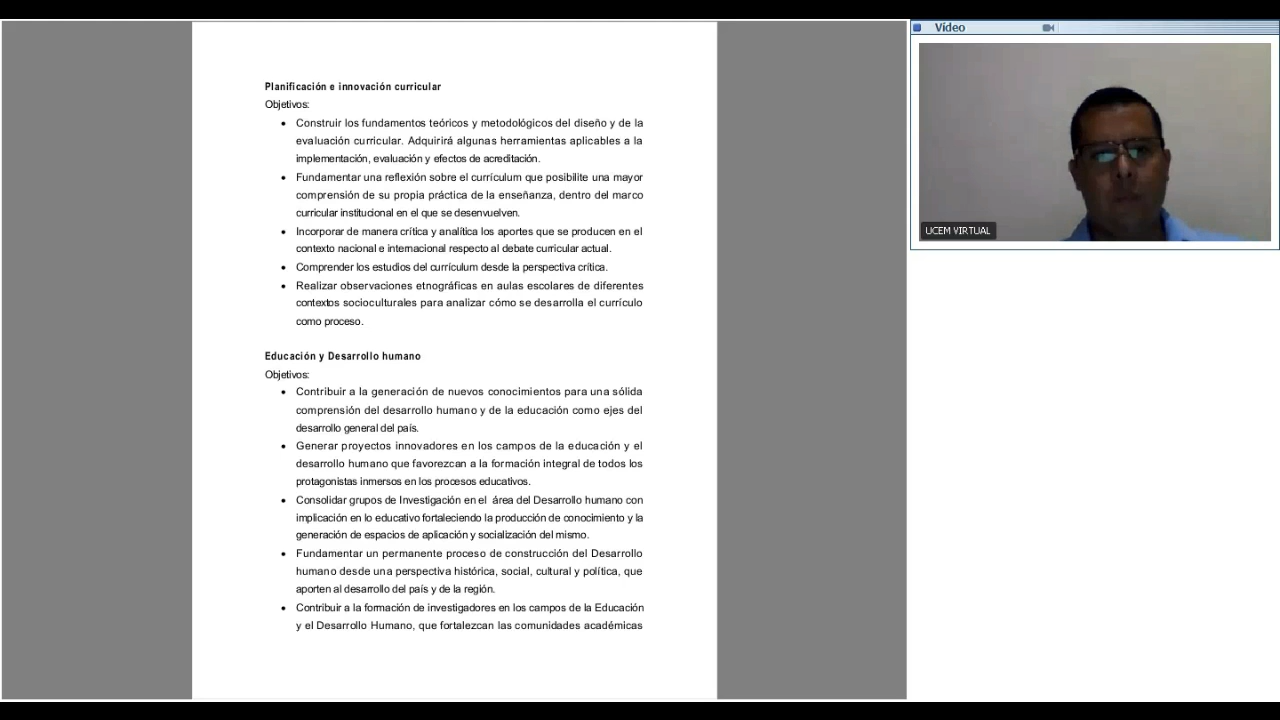 Planificación e innovación curricular
Objetivos:
• Construir los fundamentos teóricos y metodológicos del diseño y de la
evaluación curricular. Adquirirá algunas herramientas aplicables a la
implementación, evaluación y efectos de acreditación.
• Fundamentar una reflexión sobre el currículum que posibilite una mayor
comprensión de su propia práctica de la enseñanza, dentro del marco
curricular institucional en el que se desenvuelven.
• Incorporar de manera crítica y analítica los aportes que se producen en el
contexto nacional e internacional respecto al debate curricular actual.
• Comprender los estudios del currículum desde la perspectiva crítica.
• Realizar observaciones etnográficas en aulas escolares de diferentes
contextos socioculturales para analizar cómo se desarrolla el currículo
como proceso.
Educación y Desarrollo humano
Objetivos:
• Contribuir a la generación de nuevos conocimientos para una sólida
comprensión del desarrollo humano y de la educación como ejes del
desarrollo general del país.
• Generar proyectos innovadores en los campos de la educación y el
desarrollo humano que favorezcan a la formación integral de todos los
protagonistas inmersos en los procesos educativos.
• Consolidar grupos de Investigación en el área del Desarrollo humano con
implicación en lo educativo fortaleciendo la producción de conocimiento y la
generación de espacios de aplicación y socialización del mismo.
• Fundamentar un permanente proceso de construcción del Desarrollo
humano desde una perspectiva histórica, social, cultural y política, que
aporten al desarrollo del país y de la región.
• Contribuir a la formación de investigadores en los campos de la Educación
y el Desarrollo Humano, que fortalezcan las comunidades académicas
Vídeo
UCEM VIRTUAL